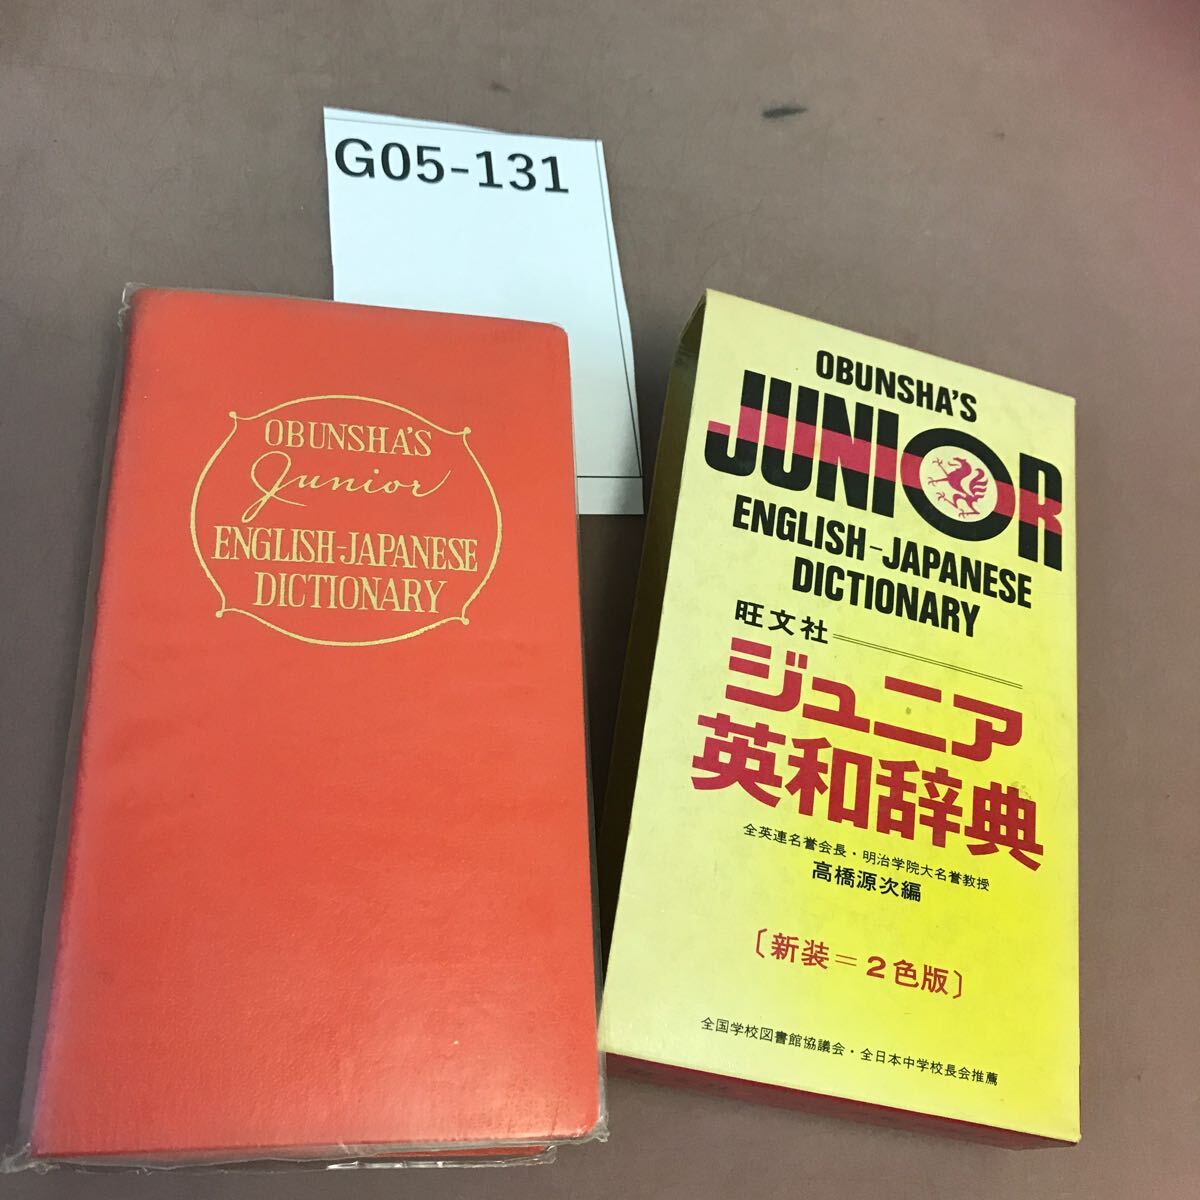 G05-131
OBUNSHA'S
Junior
ENGLISH-JAPANESE
DICTIONARY
OBUNSHA'S
JUNIOR
ENGLISH-JAPANESE
DICTIONARY
旺文社
ジュニア
英和辞典
全英連名誉会長・明治学院大名誉教授
高橋源次編
〔新装=2色版〕
全国学校図書館協議会・全日本中学校長会推薦